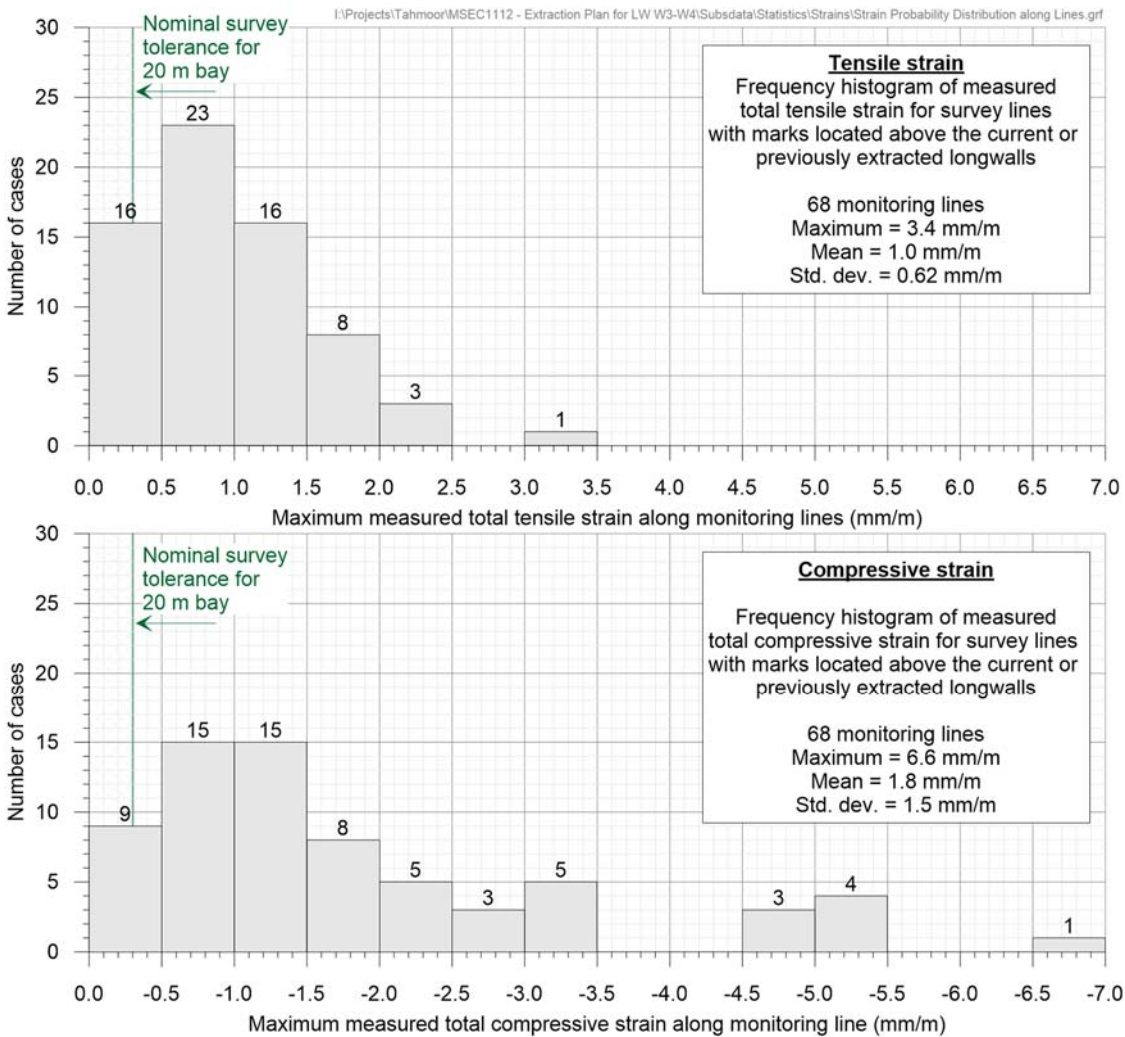 I:\Projects\Tahmoor\MSEC1112 - Extraction Plan for LW W3-W4\Subsdata\Statistics\Strains\Strain Probability Distribution along Lines.grf
30
25
20
15
10
5
0
Number of cases
Nominal survey
tolerance for
20 m bay
16
23
16
8
3
1
Tensile strain
Frequency histogram of measured
total tensile strain for survey lines
with marks located above the current or
previously extracted longwalls
68 monitoring lines
Maximum = 3.4 mm/m
Mean = 1.0 mm/m
Std. dev. = 0.62 mm/m
0.0 0.5 1.0 1.5 2.0 2.5 3.0 3.5 4.0 4.5 5.0 5.5 6.0 6.5 7.0
Maximum measured total tensile strain along monitoring lines (mm/m)
30
25
20
15
10
5
0
Number of cases
Nominal survey
tolerance for
20 m bay
9
15
15
8
5
3
5
3
4
1
Compressive strain
Frequency histogram of measured
total compressive strain for survey lines
with marks located above the current or
previously extracted longwalls
68 monitoring lines
Maximum = 6.6 mm/m
Mean = 1.8 mm/m
Std. dev. = 1.5 mm/m
0.0 -0.5 -1.0 -1.5 -2.0 -2.5 -3.0 -3.5 -4.0 -4.5 -5.0 -5.5 -6.0 -6.5 -7.0
Maximum measured total compressive strain along monitoring line (mm/m)